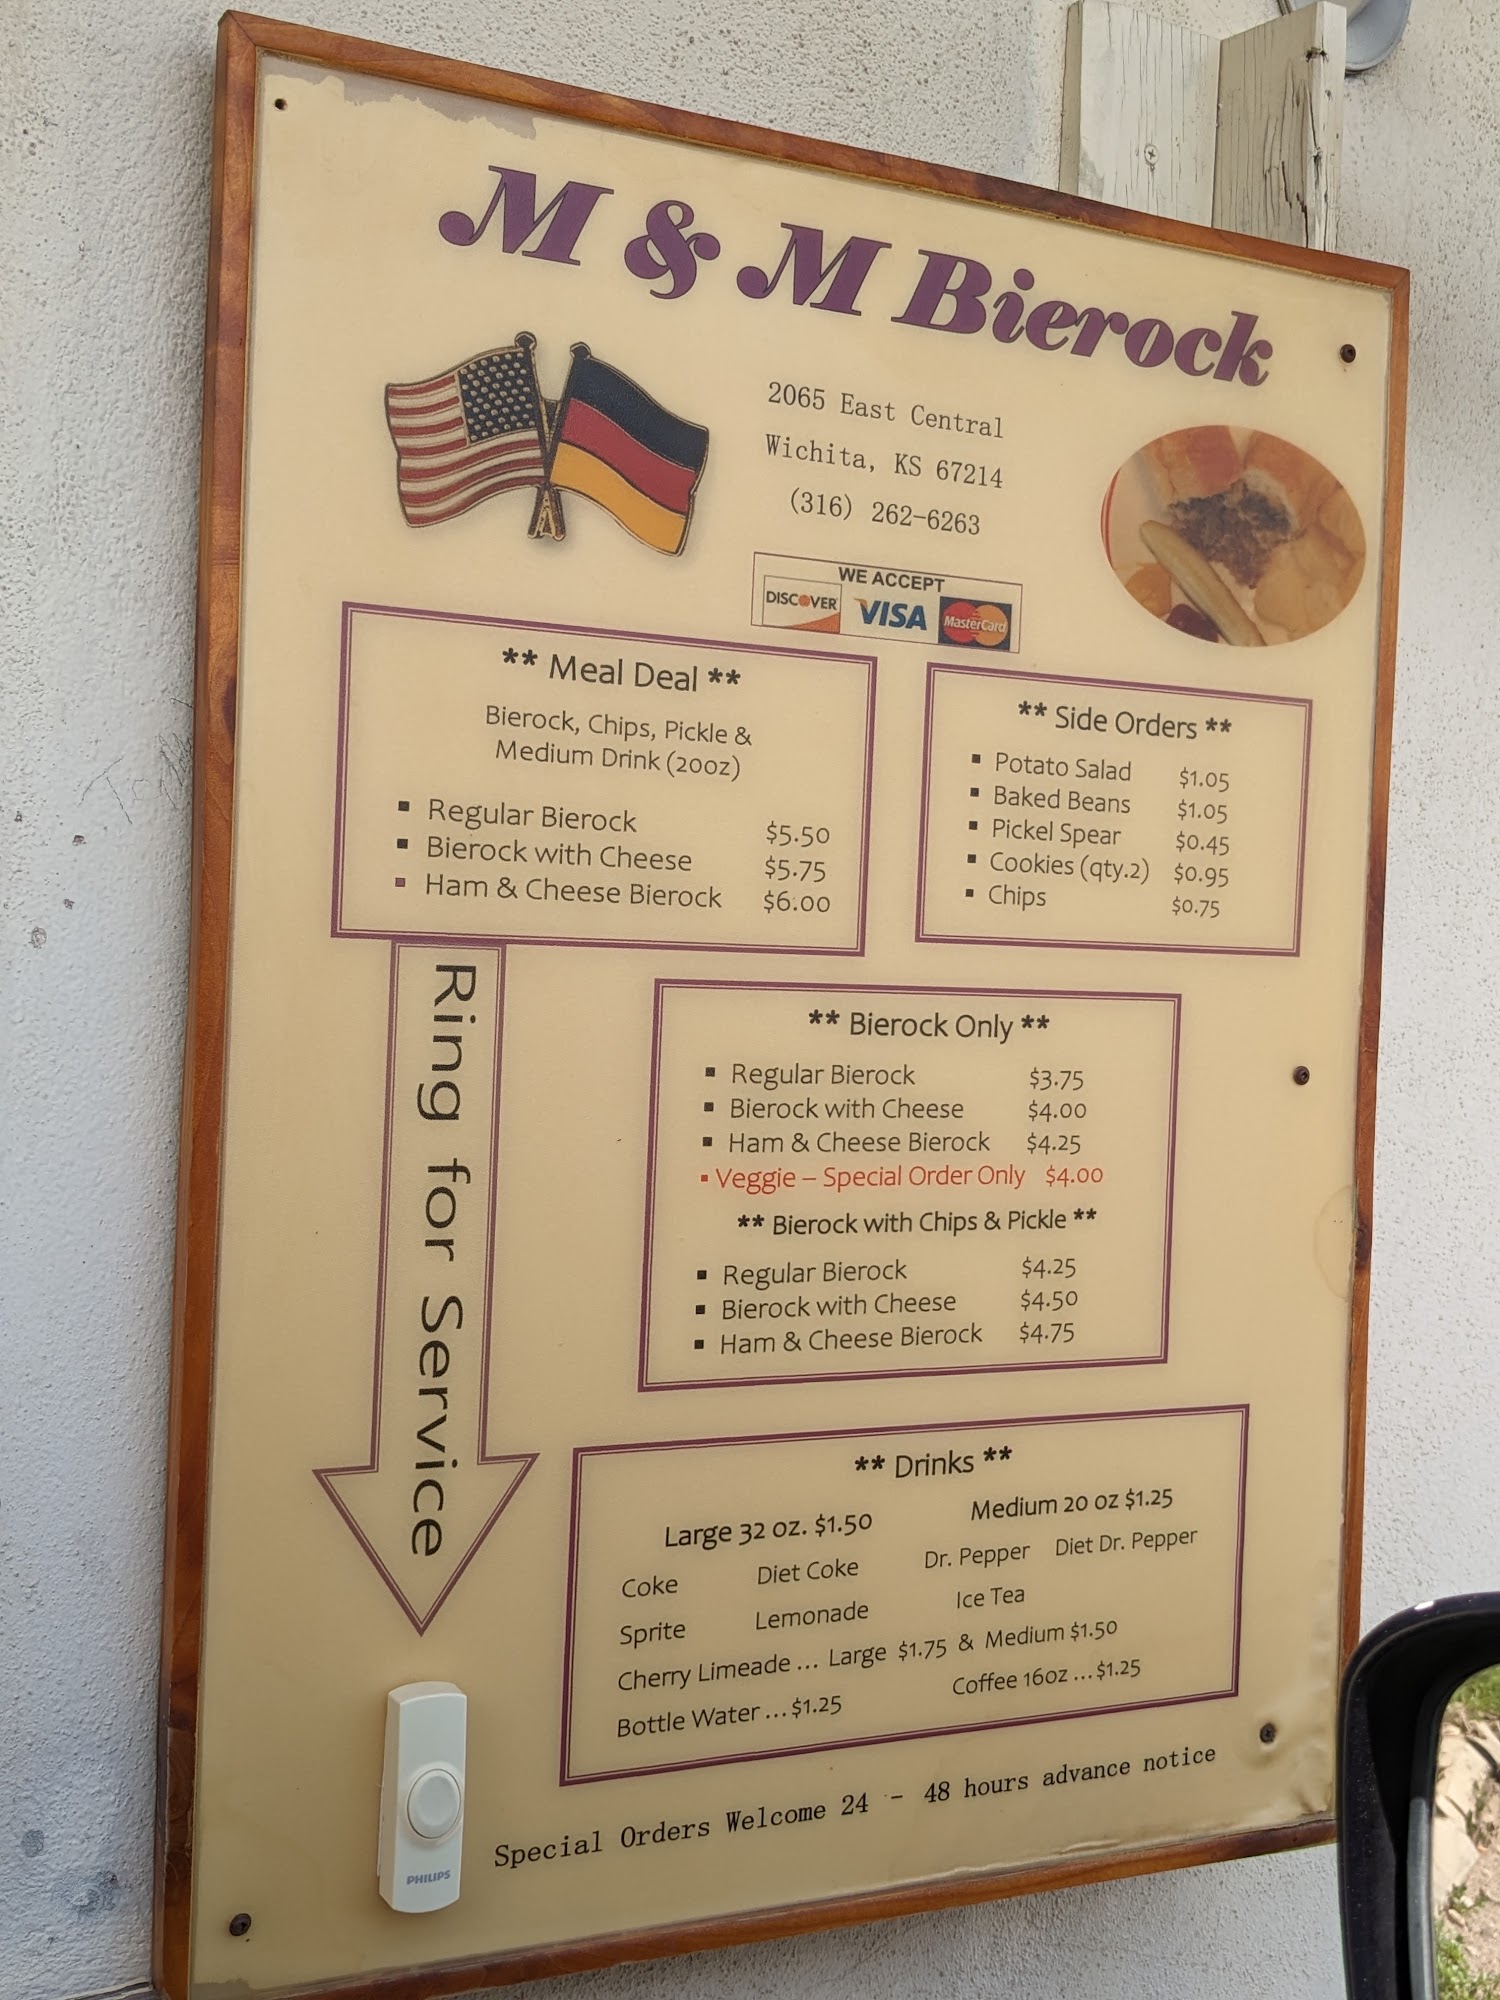 M & M Bierock
2065 East Central
Wichita, KS 67214
(316) 262-6263
WE ACCEPT
DISCOVER VISA MasterCard
** Meal Deal **
Bierock, Chips, Pickle &
Medium Drink (20oz)
▪ Regular Bierock $5.50
▪ Bierock with Cheese $5.75
▪ Ham & Cheese Bierock $6.00
** Side Orders **
▪ Potato Salad $1.05
▪ Baked Beans $1.05
▪ Pickel Spear $0.45
▪ Cookies (qty.2) $0.95
▪ Chips $0.75
Ring for Service
** Bierock Only **
▪ Regular Bierock $3.75
▪ Bierock with Cheese $4.00
▪ Ham & Cheese Bierock $4.25
▪ Veggie – Special Order Only $4.00
** Bierock with Chips & Pickle **
▪ Regular Bierock $4.25
▪ Bierock with Cheese $4.50
▪ Ham & Cheese Bierock $4.75
** Drinks **
Large 32 oz. $1.50 Medium 20 oz $1.25
Coke Diet Coke Dr. Pepper Diet Dr. Pepper
Sprite Lemonade Ice Tea
Cherry Limeade ... Large $1.75 & Medium $1.50
Bottle Water ... $1.25 Coffee 16oz ... $1.25
Special Orders Welcome 24 - 48 hours advance notice
PHILIPS